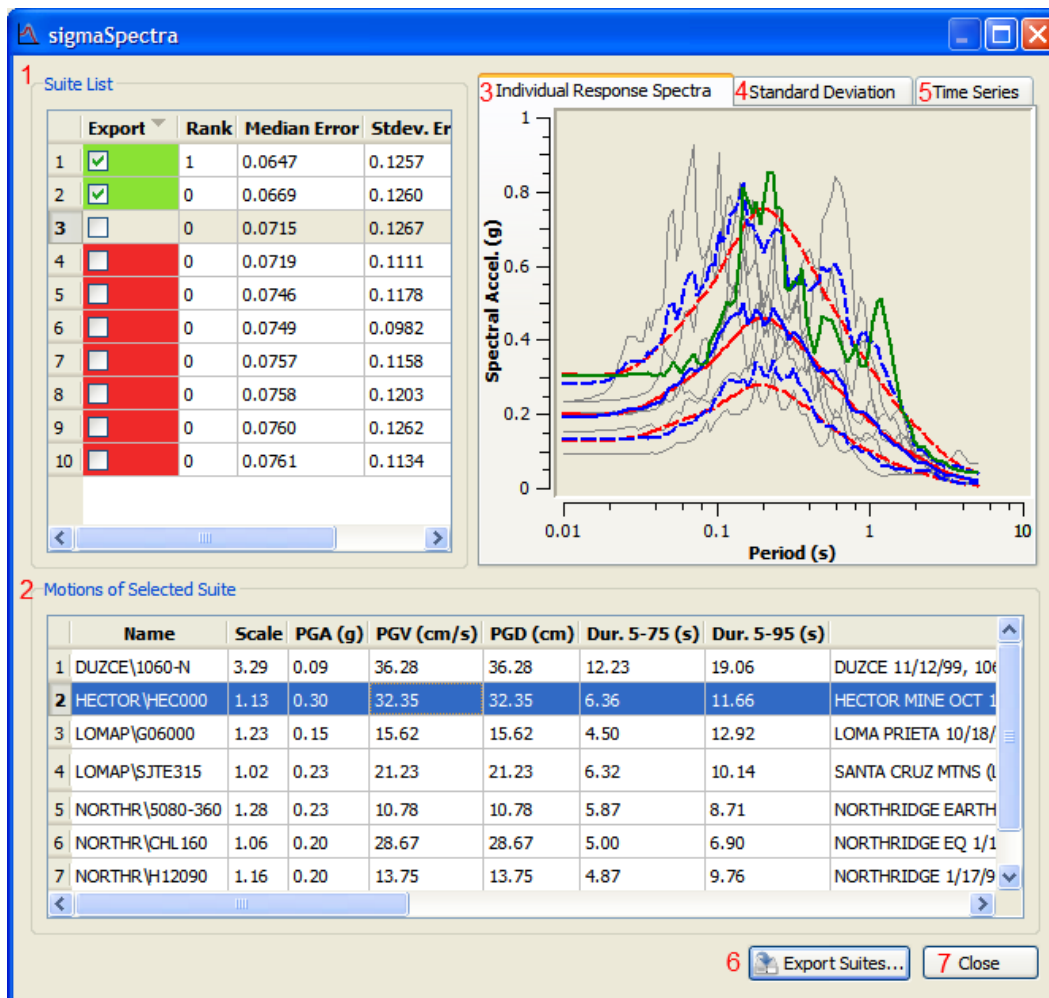 sigmaSpectra
1 Suite List
Export Rank Median Error Stdev. Er
1 1 0.0647 0.1257
2 0 0.0669 0.1260
3 0 0.0715 0.1267
4 0 0.0719 0.1111
5 0 0.0746 0.1178
6 0 0.0749 0.0982
7 0 0.0757 0.1158
8 0 0.0758 0.1203
9 0 0.0760 0.1262
10 0 0.0761 0.1134
3 Individual Response Spectra 4 Standard Deviation 5 Time Series
Spectral Accel. (g)
1
0.8
0.6
0.4
0.2
0
0.01 0.1 1 10
Period (s)
2 Motions of Selected Suite
Name Scale PGA (g) PGV (cm/s) PGD (cm) Dur. 5-75 (s) Dur. 5-95 (s)
1 DUZCE\1060-N 3.29 0.09 36.28 36.28 12.23 19.06 DUZCE 11/12/99, 106
2 HECTOR\HEC000 1.13 0.30 32.35 32.35 6.36 11.66 HECTOR MINE OCT 1
3 LOMAP\G06000 1.23 0.15 15.62 15.62 4.50 12.92 LOMA PRIETA 10/18/
4 LOMAP\SJTE315 1.02 0.23 21.23 21.23 6.32 10.14 SANTA CRUZ MTNS (L
5 NORTHR\5080-360 1.28 0.23 10.78 10.78 5.87 8.71 NORTHRIDGE EARTH
6 NORTHR\CHL160 1.06 0.20 28.67 28.67 5.00 6.90 NORTHRIDGE EQ 1/1
7 NORTHR\H12090 1.16 0.20 13.75 13.75 4.87 9.76 NORTHRIDGE 1/17/9
6 Export Suites... 7 Close